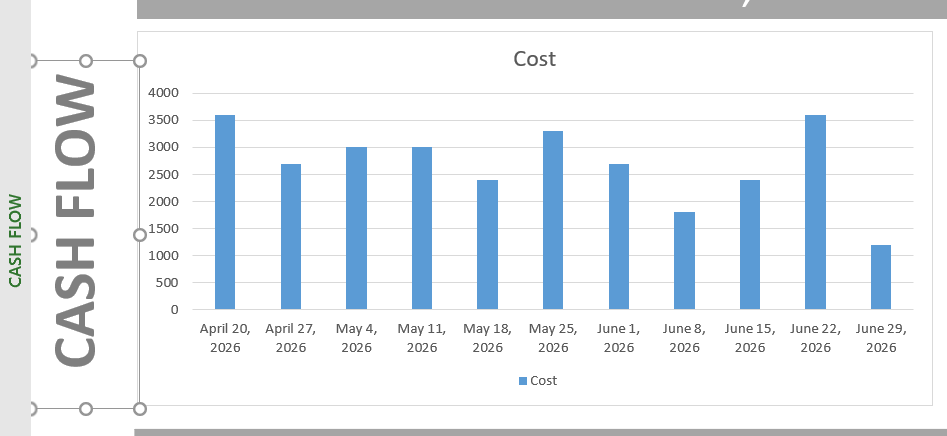 CASH FLOW
CASH FLOW
Cost
4000
3500
3000
2500
2000
1500
1000
500
0
April 20, 2026
April 27, 2026
May 4, 2026
May 11, 2026
May 18, 2026
May 25, 2026
June 1, 2026
June 8, 2026
June 15, 2026
June 22, 2026
June 29, 2026
Cost